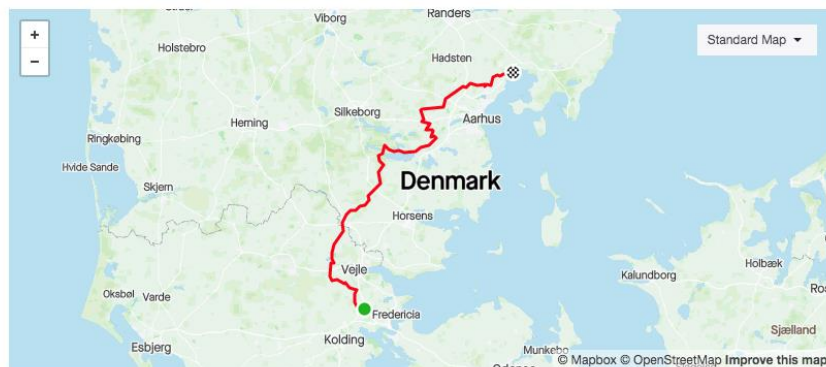 Viborg
Randers
+
−
Standard Map
Holstebro
Hadsten
Silkeborg
Aarhus
Herning
Ringkøbing
Hvide Sande
Denmark
Skjern
Horsens
Vejle
Kalundborg
Holbæk
Oksbøl
Varde
Fredericia
Sjælland
Kolding
Esbjerg
Munkebo
© Mapbox © OpenStreetMap Improve this map